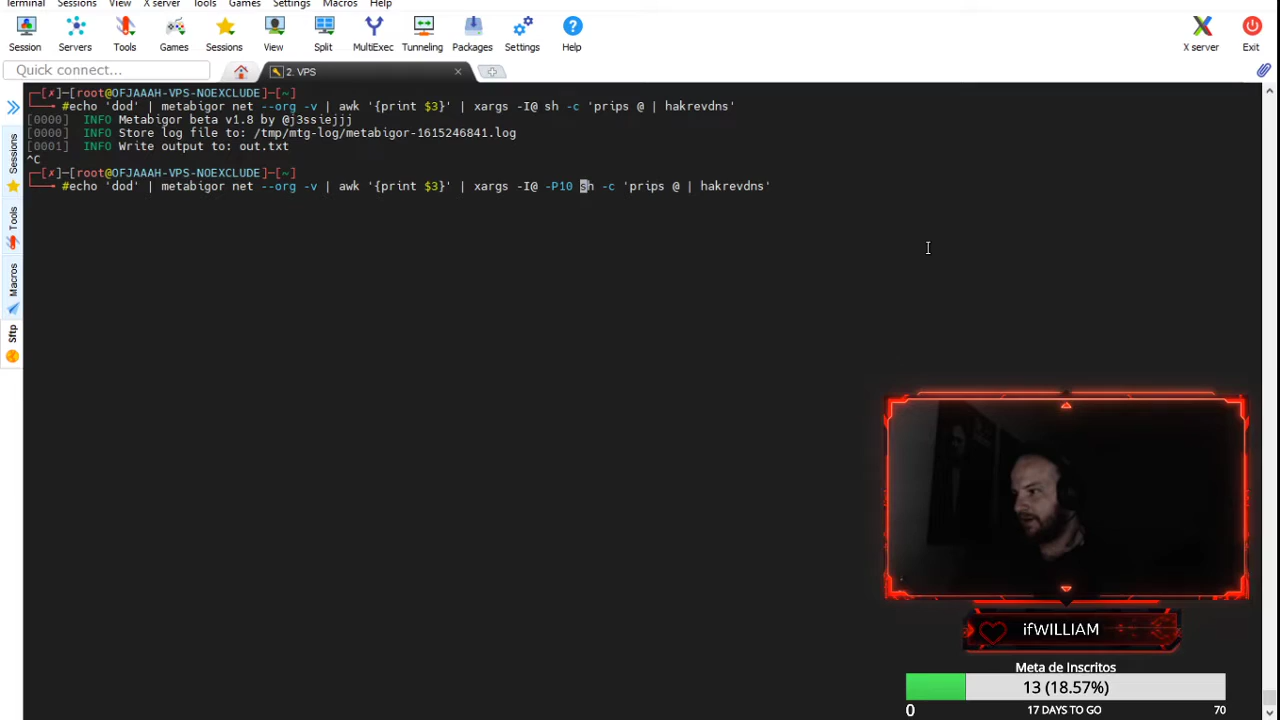 Terminal Sessions View X server Tools Games Settings Macros Help
Session Servers Tools Games Sessions View Split MultiExec Tunneling Packages Settings Help X server Exit
Quick connect... 2. VPS
Sessions
Tools
Macros
Sftp
┌─[✗]─[root@OFJAAAH-VPS-NOEXCLUDE]─[~]
└──╼ #echo 'dod' | metabigor net --org -v | awk '{print $3}' | xargs -I@ sh -c 'prips @ | hakrevdns'
[0000] INFO Metabigor beta v1.8 by @j3ssiejjj
[0000] INFO Store log file to: /tmp/mtg-log/metabigor-1615246841.log
[0001] INFO Write output to: out.txt
^C
┌─[✗]─[root@OFJAAAH-VPS-NOEXCLUDE]─[~]
└──╼ #echo 'dod' | metabigor net --org -v | awk '{print $3}' | xargs -I@ -P10 sh -c 'prips @ | hakrevdns'
ifWILLIAM
Meta de Inscritos
13 (18.57%)
0 17 DAYS TO GO 70